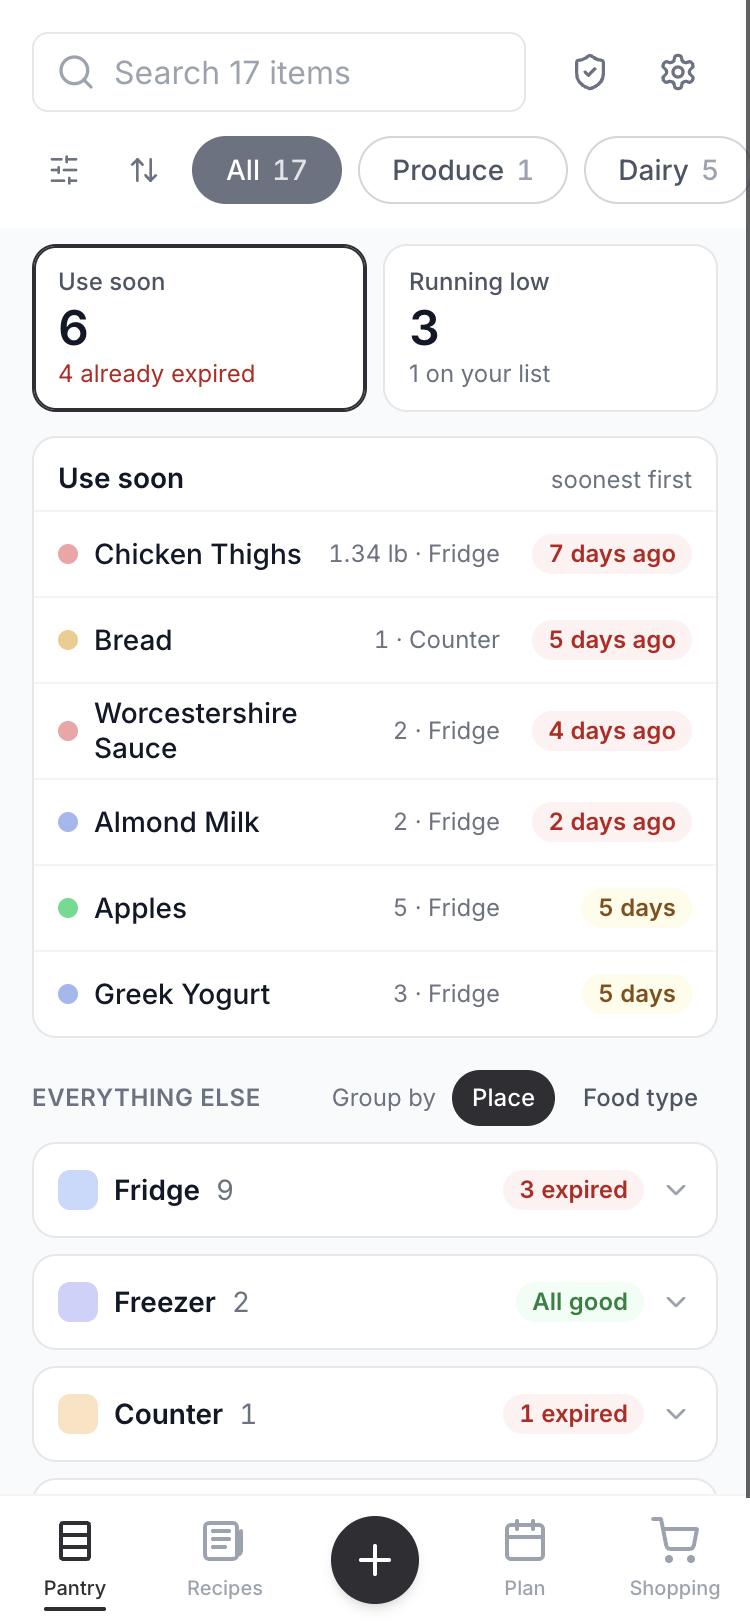 Search 17 items
All 17
Produce 1
Dairy 5
Use soon
6
4 already expired
Running low
3
1 on your list
Use soon
soonest first
Chicken Thighs 1.34 lb · Fridge 7 days ago
Bread 1 · Counter 5 days ago
Worcestershire
Sauce
2 · Fridge 4 days ago
Almond Milk 2 · Fridge 2 days ago
Apples 5 · Fridge 5 days
Greek Yogurt 3 · Fridge 5 days
EVERYTHING ELSE
Group by Place Food type
Fridge 9 3 expired
Freezer 2 All good
Counter 1 1 expired
Pantry
Recipes
Plan
Shopping